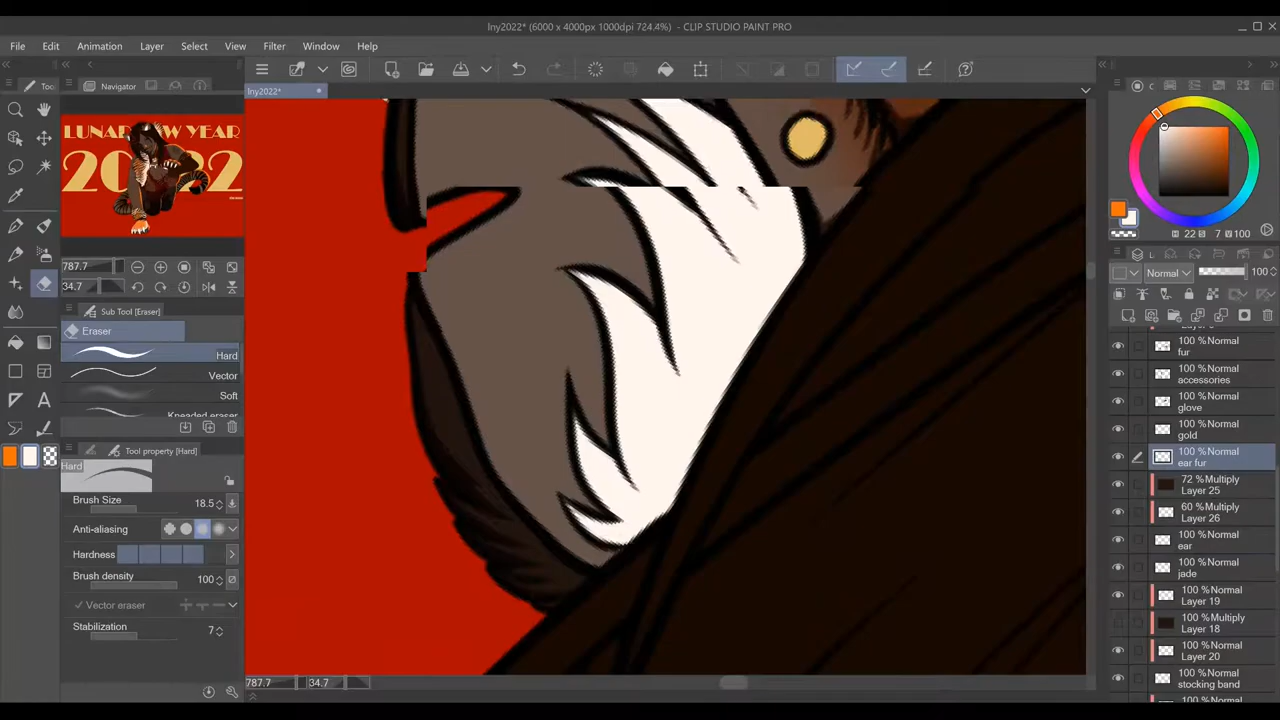 lny2022* (6000 x 4000px 1000dpi 724.4%) - CLIP STUDIO PAINT PRO
File Edit Animation Layer Select View Filter Window Help
Too
Navigator
lny2022*
LUNAR NEW YEAR
2022
787.7
34.7
Sub Tool [Eraser]
Eraser
Hard
Vector
Soft
Kneaded eraser
Tool property [Hard]
Hard
Brush Size 18.5
Anti-aliasing
Hardness
Brush density 100
Vector eraser
Stabilization 7
787.7 34.7
C
H 22 S 7 V 100
L
Normal 100
fur
100 %Normal
accessories
100 %Normal
glove
100 %Normal
gold
100 %Normal
ear fur
100 %Normal
72 %Multiply
Layer 25
60 %Multiply
Layer 26
100 %Normal
ear
100 %Normal
jade
100 %Normal
Layer 19
100 %Multiply
Layer 18
100 %Normal
Layer 20
100 %Normal
stocking band